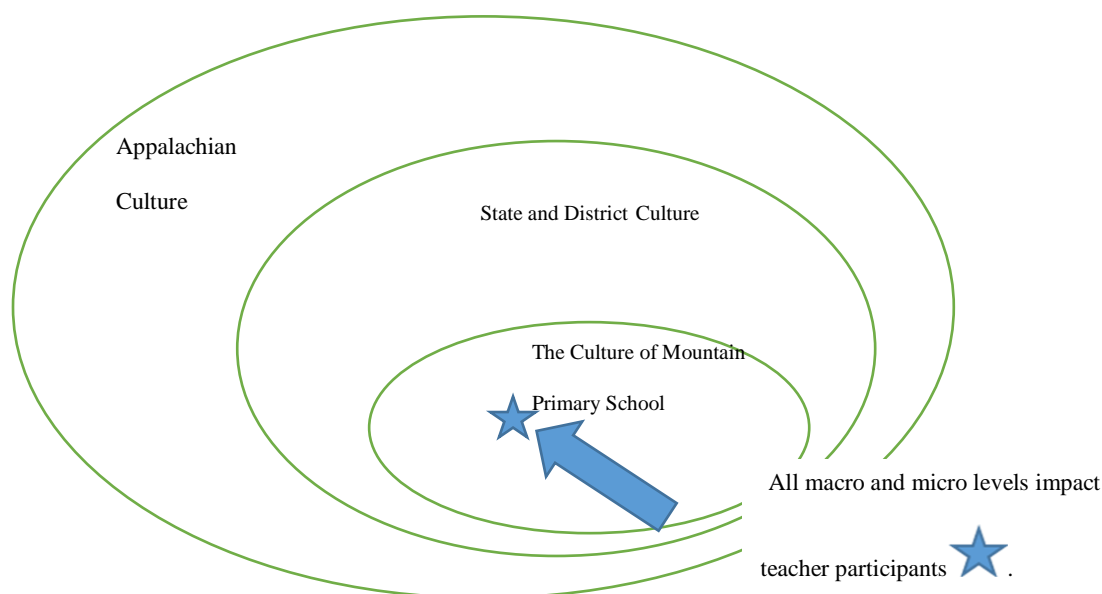 Appalachian
Culture
State and District Culture
The Culture of Mountain
Primary School
All macro and micro levels impact
teacher participants .